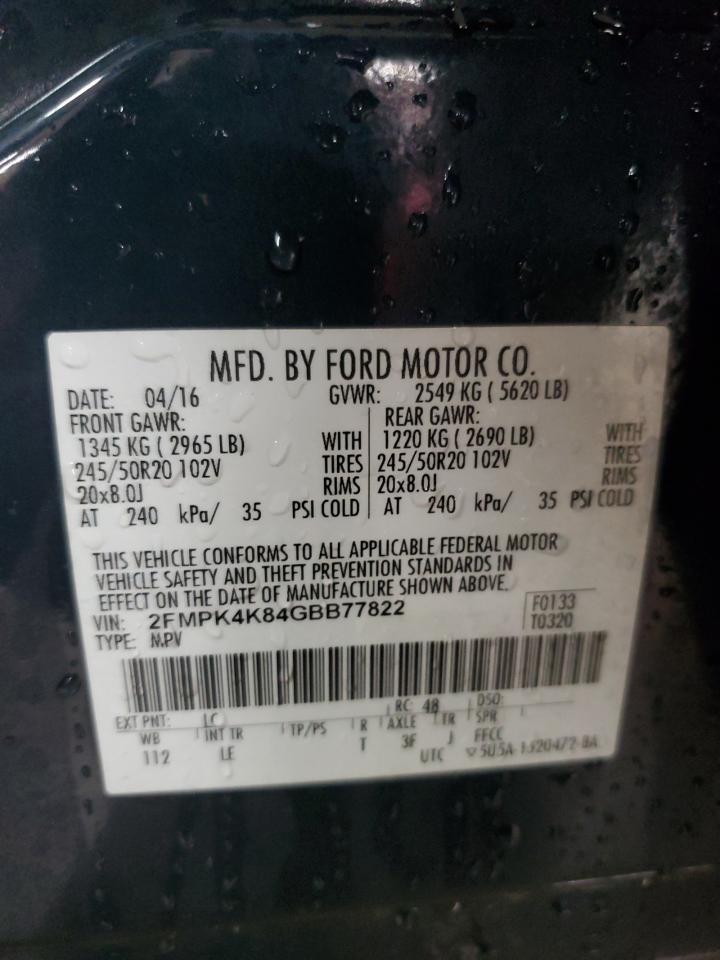 MFD. BY FORD MOTOR CO.
DATE: 04/16 GVWR: 2549 KG ( 5620 LB)
FRONT GAWR: REAR GAWR:
1345 KG ( 2965 LB) WITH 1220 KG ( 2690 LB) WITH
245/50R20 102V TIRES 245/50R20 102V TIRES
20x8.0J RIMS 20x8.0J RIMS
AT 240 kPa/ 35 PSI COLD AT 240 kPa/ 35 PSI COLD
THIS VEHICLE CONFORMS TO ALL APPLICABLE FEDERAL MOTOR
VEHICLE SAFETY AND THEFT PREVENTION STANDARDS IN
EFFECT ON THE DATE OF MANUFACTURE SHOWN ABOVE.
VIN: 2FMPK4K84GBB77822 F0133
TYPE: MPV T0320
EXT PNT: LC RC: 48 DSO:
WB INT TR TP/PS R AXLE TR SPR
112 LE T 3F J FFCC
UTC